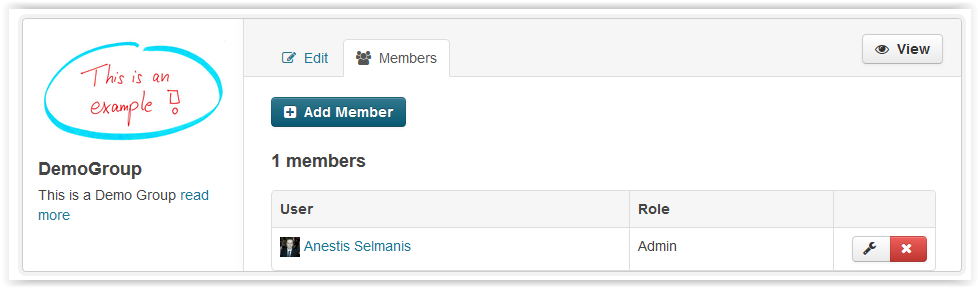 This is an
example !
DemoGroup
This is a Demo Group read
more
Edit
Members
View
Add Member
1 members
User Role
Anestis Selmanis Admin